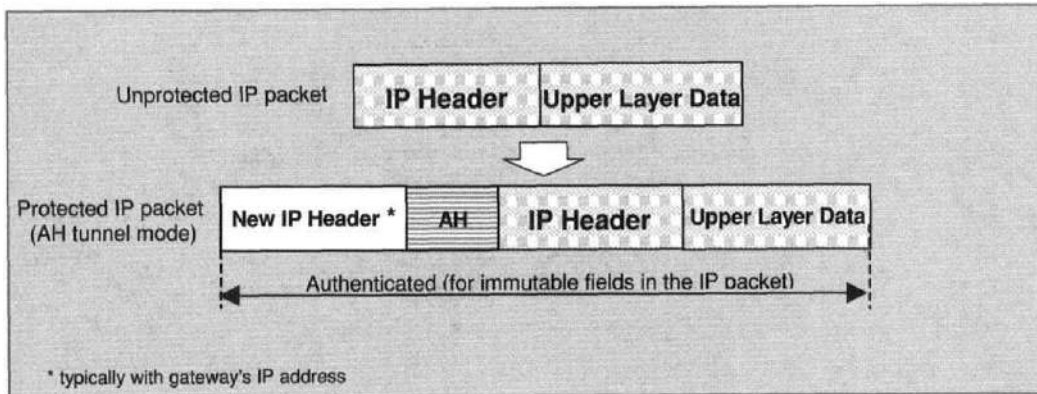 Unprotected IP packet
IP Header
Upper Layer Data
Protected IP packet
(AH tunnel mode)
New IP Header *
AH
IP Header
Upper Layer Data
Authenticated (for immutable fields in the IP packet)
* typically with gateway's IP address